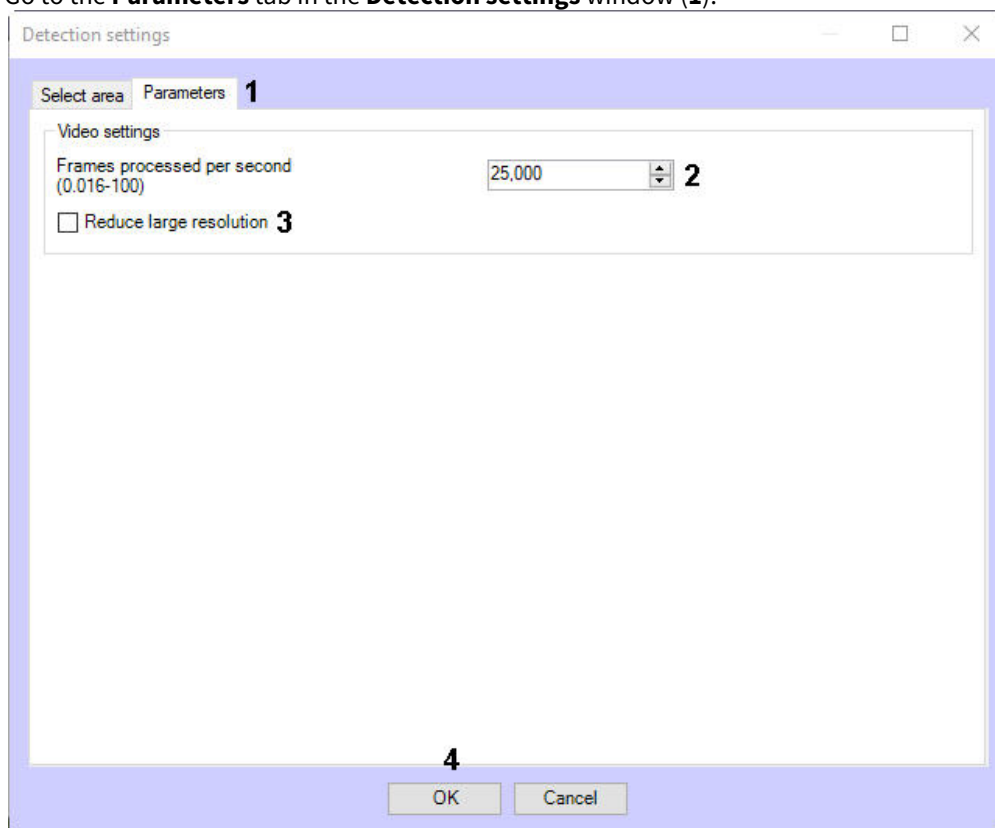 Go to the Parameters tab in the Detection settings window (1).
Detection settings
Select area Parameters 1
Video settings
Frames processed per second
(0.016-100)
25,000 2
Reduce large resolution 3
4
OK Cancel